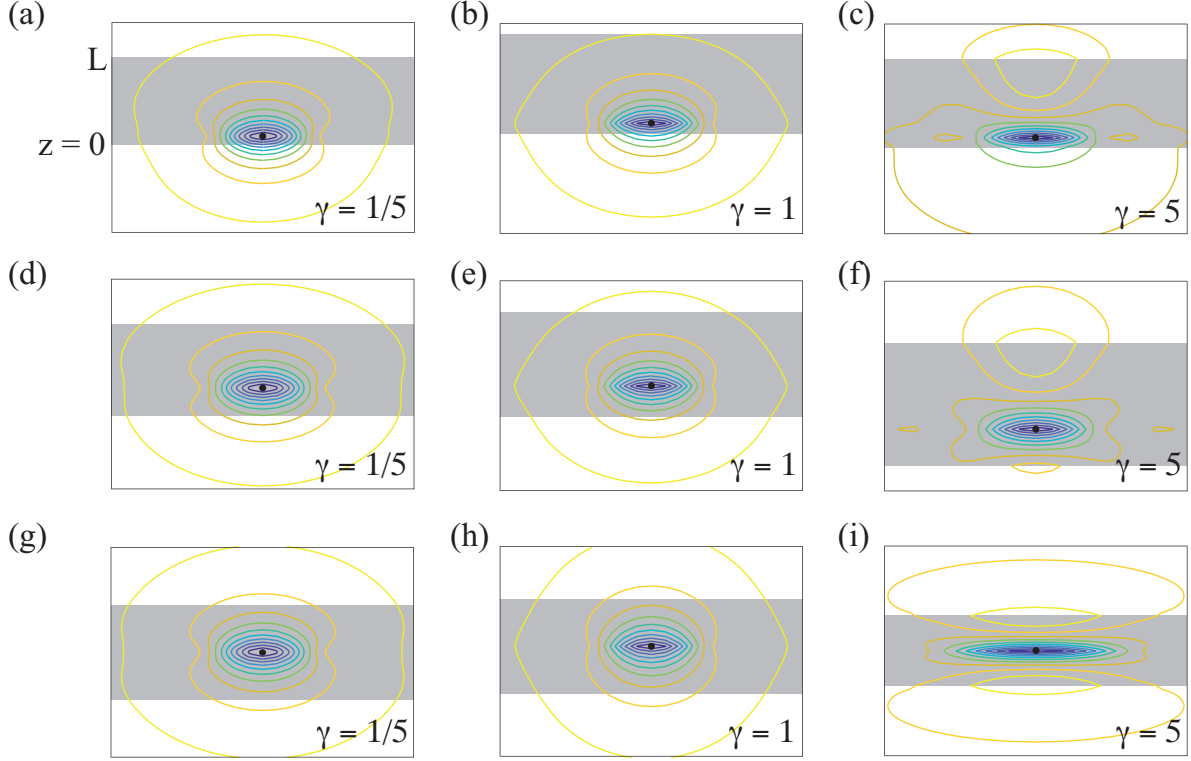 (a)
(b)
(c)
L
z = 0
γ = 1/5
γ = 1
γ = 5
(d)
(e)
(f)
γ = 1/5
γ = 1
γ = 5
(g)
(h)
(i)
γ = 1/5
γ = 1
γ = 5